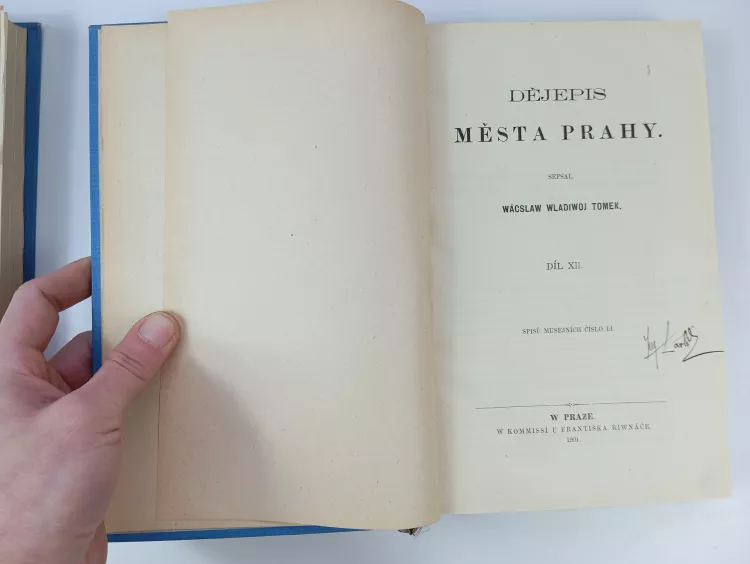 DĚJEPIS
MĚSTA PRAHY.
SEPSAL
WÁCSLAW WLADIWOJ TOMEK.
DÍL XII.
SPISŮ MUSEJNÍCH ČÍSLO LI.
W PRAZE.
W KOMMISSÍ U FRANTIŠKA ŘIWNÁČE.
1901.